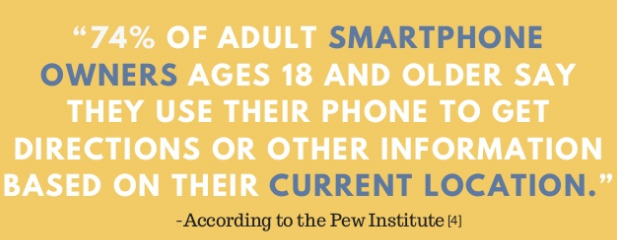 “74% OF ADULT SMARTPHONE
OWNERS AGES 18 AND OLDER SAY
THEY USE THEIR PHONE TO GET
DIRECTIONS OR OTHER INFORMATION
BASED ON THEIR CURRENT LOCATION.”
-According to the Pew Institute [4]